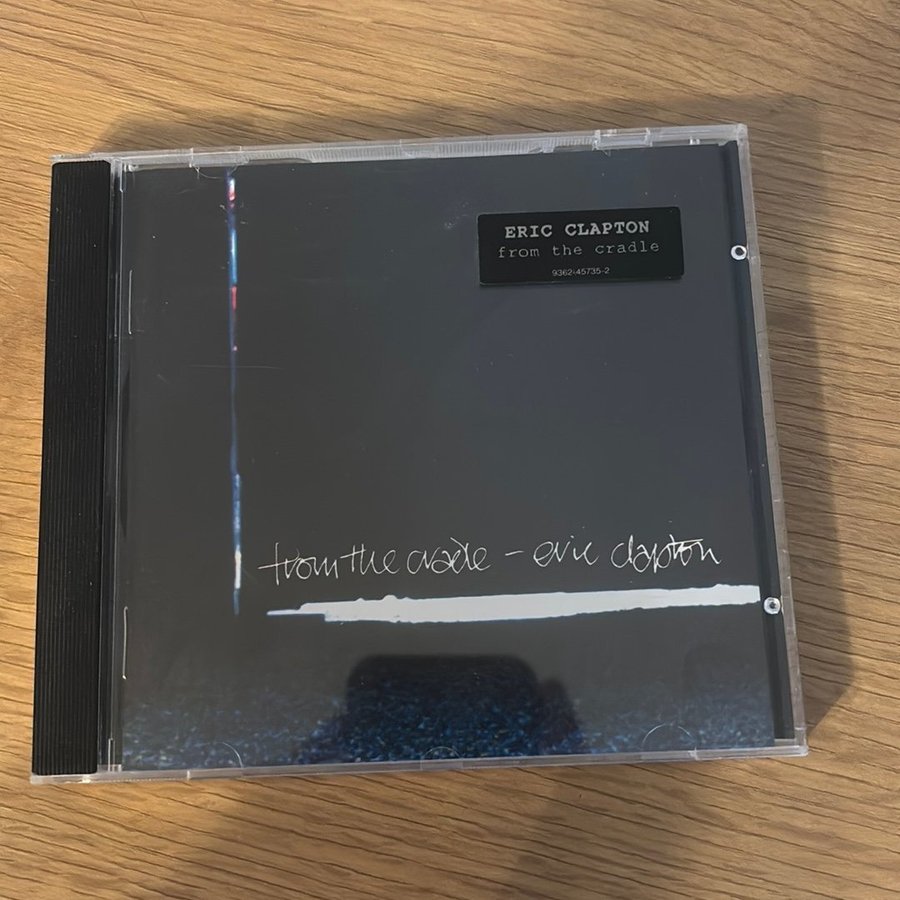 ERIC CLAPTON
from the cradle
9362-45735-2
from the cradle - eric clapton